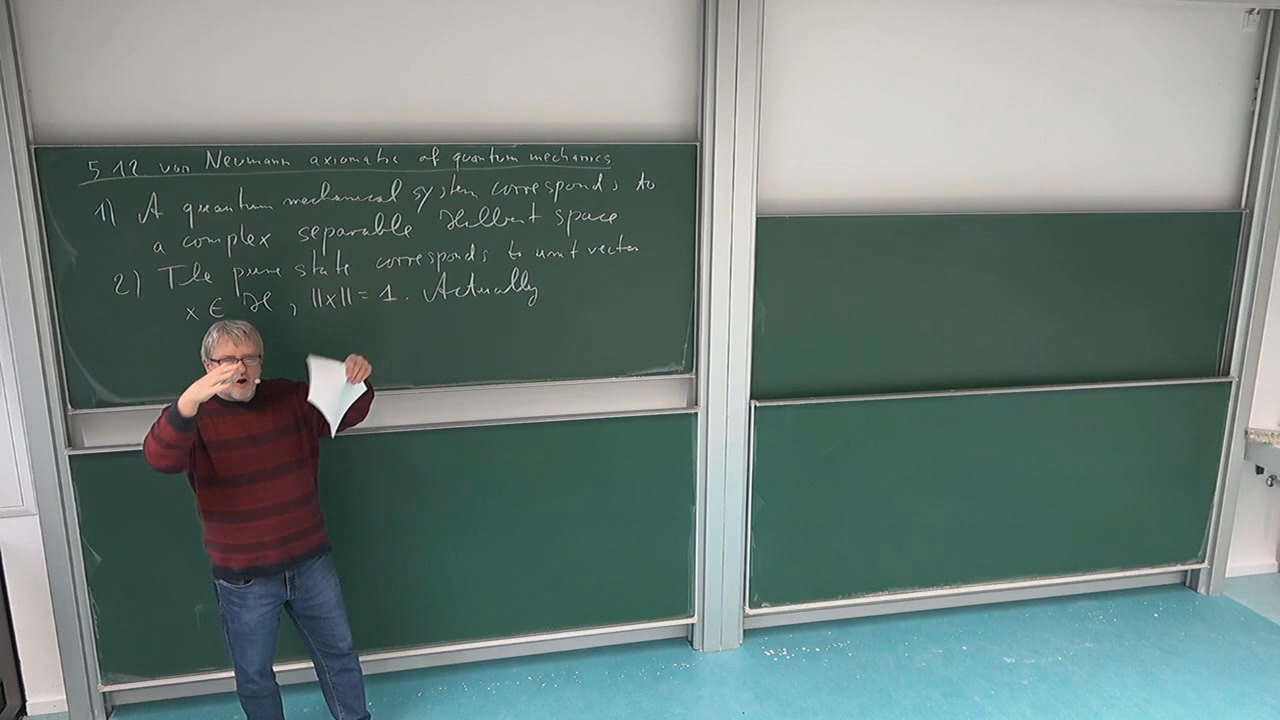 5.12 von Neumann axiomatic of quantum mechanics
1) A quantum mechanical system corresponds to
a complex separable Hilbert space
2) The pure state corresponds to unit vector
x ∈ ℋ, ||x|| = 1. Actually